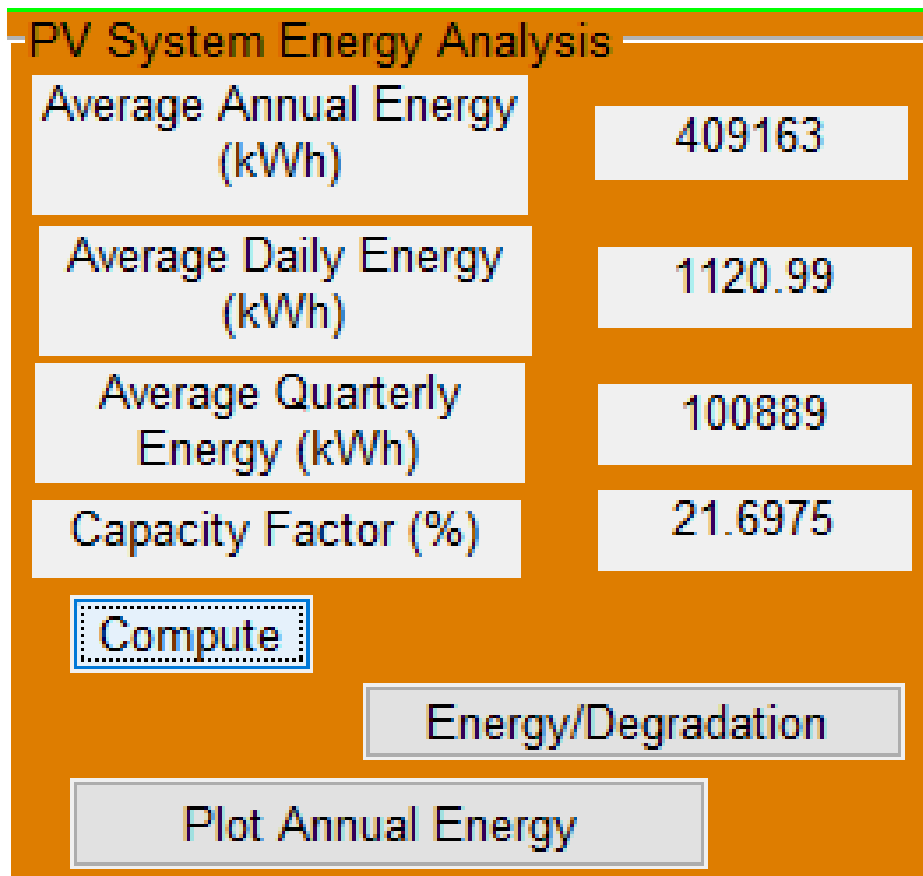 PV System Energy Analysis
Average Annual Energy
(kWh)
409163
Average Daily Energy
(kWh)
1120.99
Average Quarterly
Energy (kWh)
100889
Capacity Factor (%)
21.6975
Compute
Energy/Degradation
Plot Annual Energy